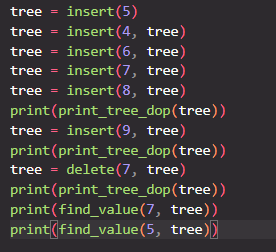 tree = insert(5)
tree = insert(4, tree)
tree = insert(6, tree)
tree = insert(7, tree)
tree = insert(8, tree)
print(print_tree_dop(tree))
tree = insert(9, tree)
print(print_tree_dop(tree))
tree = delete(7, tree)
print(print_tree_dop(tree))
print(find_value(7, tree))
print(find_value(5, tree))